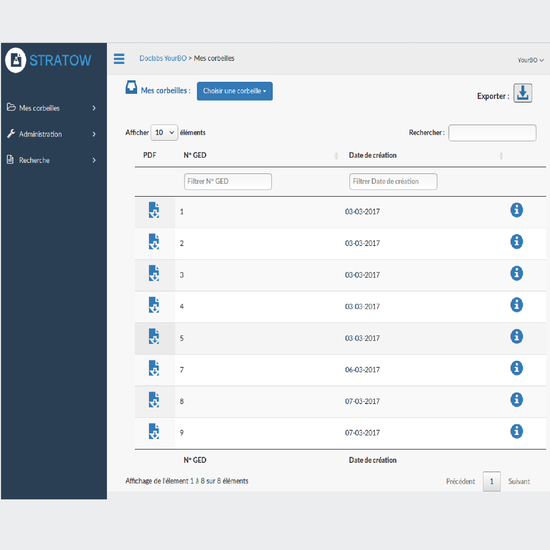 STRATOW
Doclabs YourBO > Mes corbeilles
YourBO
Mes corbeilles :
Choisir une corbeille
Exporter :
Mes corbeilles
Administration
Recherche
Afficher 10 éléments
Rechercher :
PDF N° GED Date de création
Filtrer N° GED Filtrer Date de création
1 03-03-2017
2 03-03-2017
3 03-03-2017
4 03-03-2017
5 03-03-2017
7 06-03-2017
8 07-03-2017
9 07-03-2017
N° GED Date de création
Affichage de l'élement 1 à 8 sur 8 éléments
Précédent 1 Suivant